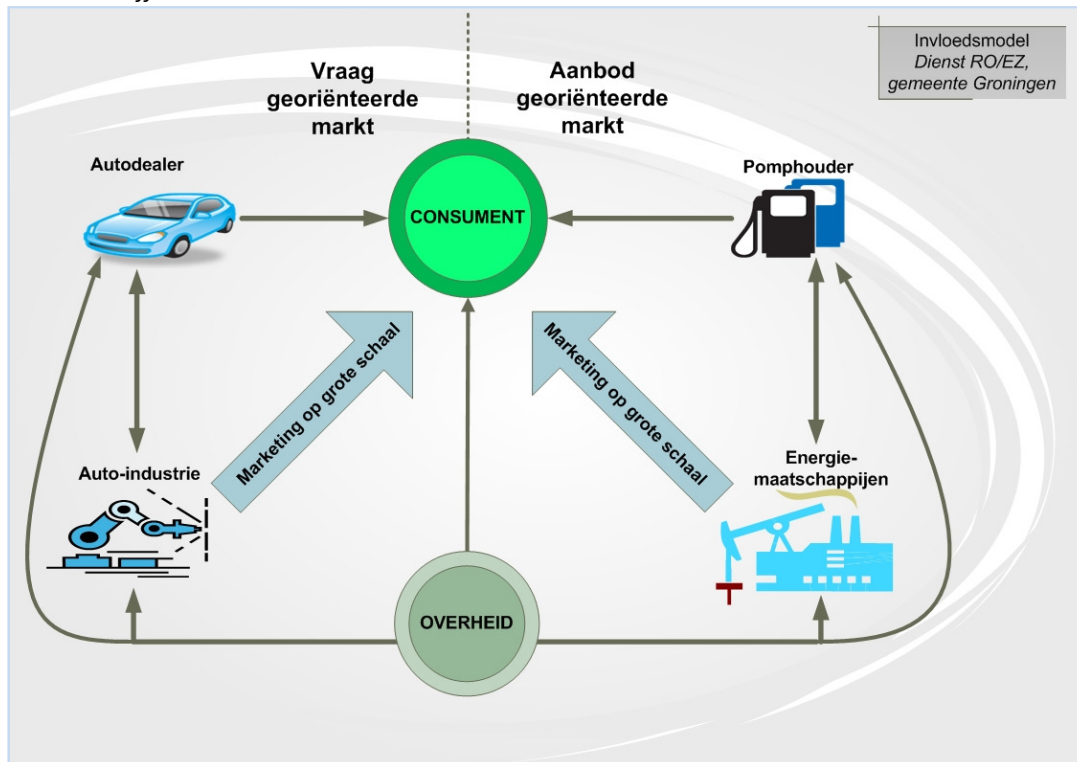 Invloedsmodel
Dienst RO/EZ,
gemeente Groningen
Vraag
georiënteerde
markt
Aanbod
georiënteerde
markt
Autodealer
Pomphouder
CONSUMENT
Marketing op grote schaal
Marketing op grote schaal
Auto-industrie
Energie-
maatschappijen
OVERHEID